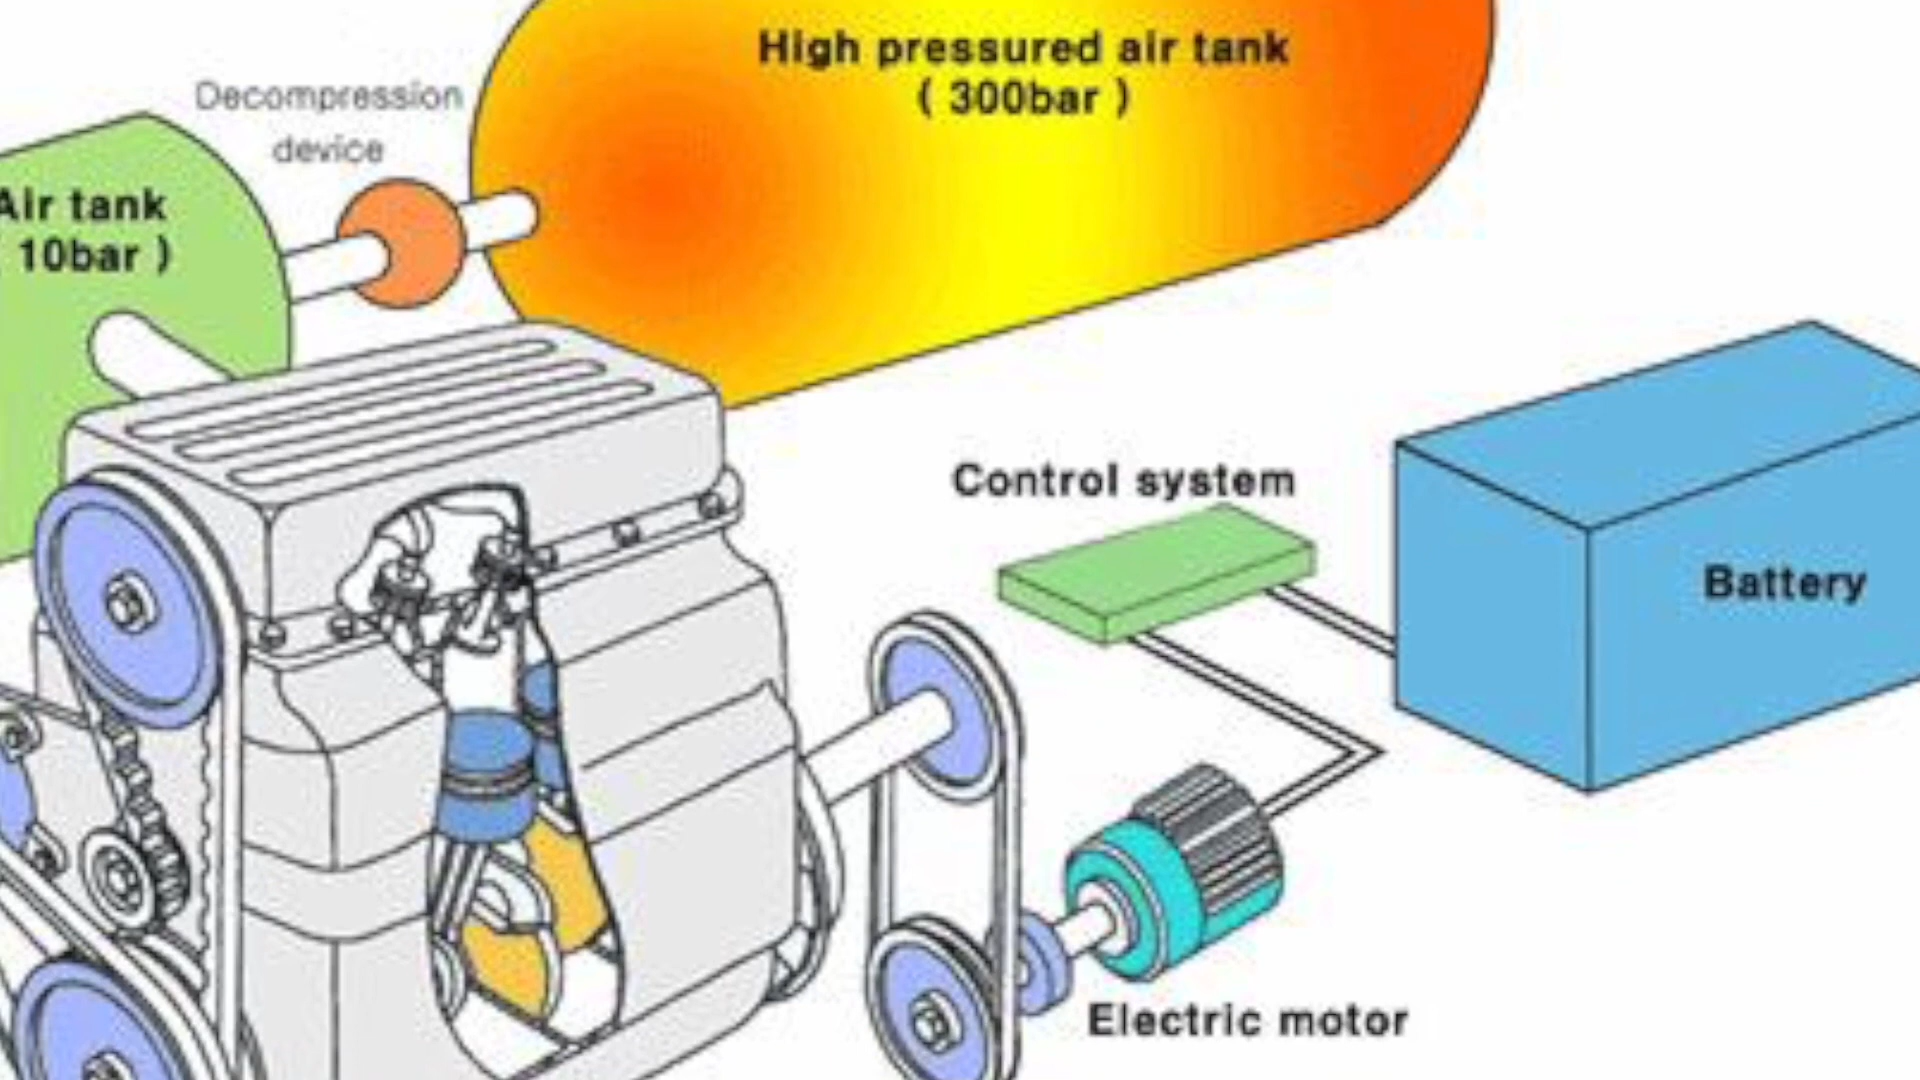 High pressured air tank
( 300bar )
Decompression
device
Air tank
10bar )
Control system
Battery
Electric motor